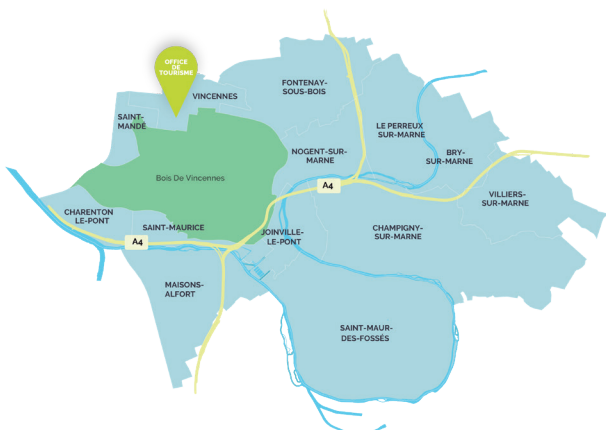 OFFICE
DE
TOURISME
VINCENNES
FONTENAY-
SOUS-BOIS
SAINT-
MANDÉ
LE PERREUX
SUR-MARNE
NOGENT-SUR-
MARNE
BRY-
SUR-MARNE
Bois De Vincennes
A4
VILLIERS-
SUR-MARNE
CHARENTON
LE-PONT
SAINT-MAURICE
JOINVILLE-
LE-PONT
CHAMPIGNY-
SUR-MARNE
A4
MAISONS-
ALFORT
SAINT-MAUR-
DES-FOSSÉS